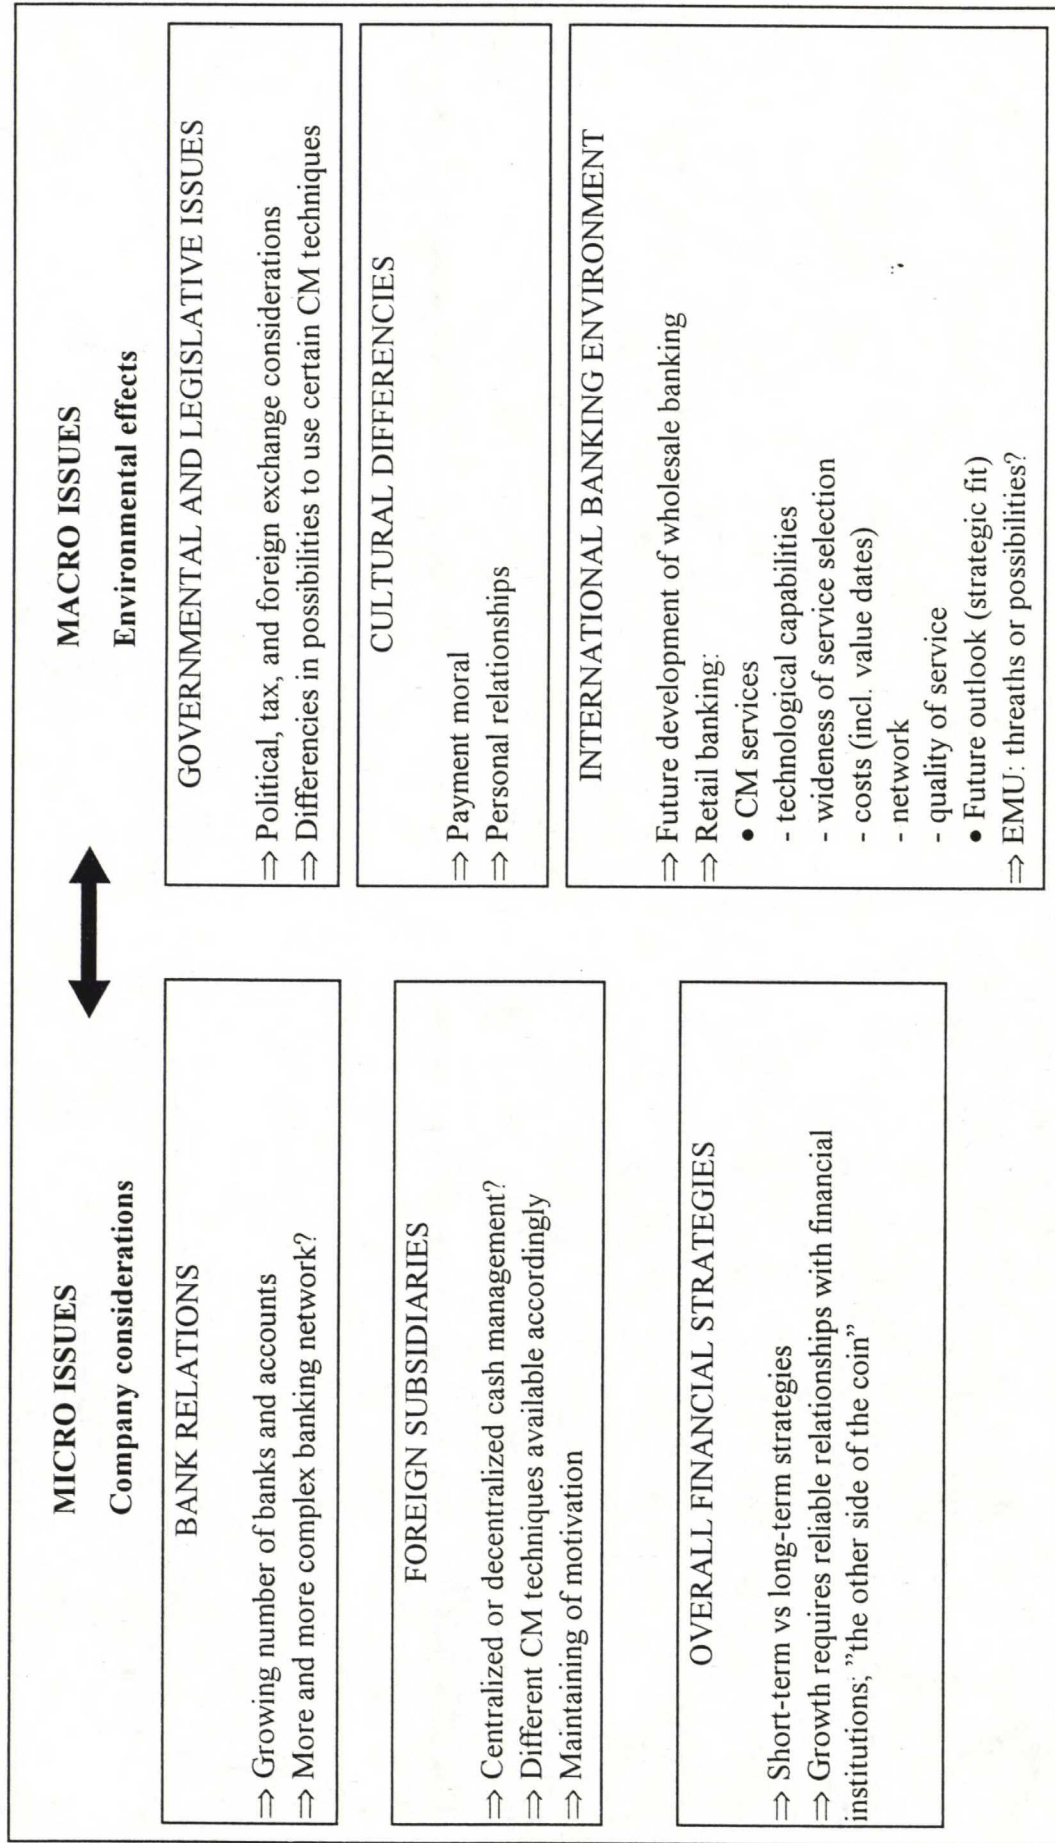 MICRO ISSUES
Company considerations
BANK RELATIONS
⇒ Growing number of banks and accounts
⇒ More and more complex banking network?
FOREIGN SUBSIDIARIES
⇒ Centralized or decentralized cash management?
⇒ Different CM techniques available accordingly
⇒ Maintaining of motivation
OVERALL FINANCIAL STRATEGIES
⇒ Short-term vs long-term strategies
⇒ Growth requires reliable relationships with financial
institutions; ”the other side of the coin”
MACRO ISSUES
Environmental effects
GOVERNMENTAL AND LEGISLATIVE ISSUES
⇒ Political, tax, and foreign exchange considerations
⇒ Differencies in possibilities to use certain CM techniques
CULTURAL DIFFERENCIES
⇒ Payment moral
⇒ Personal relationships
INTERNATIONAL BANKING ENVIRONMENT
⇒ Future development of wholesale banking
⇒ Retail banking:
• CM services
- technological capabilities
- wideness of service selection
- costs (incl. value dates)
- network
- quality of service
• Future outlook (strategic fit)
⇒ EMU: threaths or possibilities?